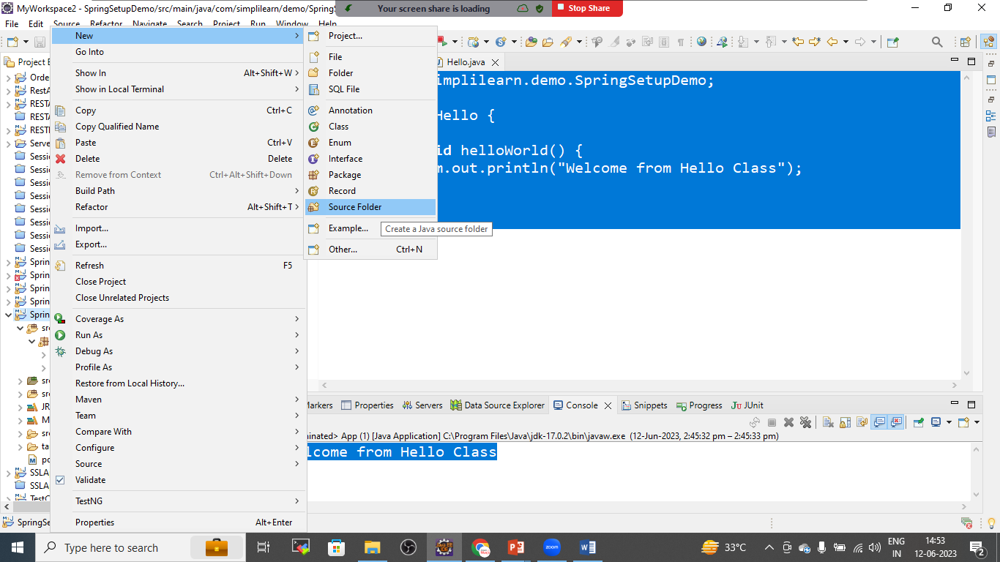 MyWorkspace2 - SpringSetupDemo/src/main/java/com/simplilearn/demo/SpringS
Your screen share is loading
Stop Share
File Edit Source Refactor Navigate Search Project Run Window Help
Project E
Hello.java
Orde
RestA
RESTA
RESTA
RESTI
Serve
Sessi
Sessi
Sessi
Sessi
Sessi
Sessi
Sessi
Sessi
Sprin
Sprin
Sprin
Sprin
Sprin
src
JR
M
src
tar
po
SSLA
SSLA
TestC
New
Go Into
Show In Alt+Shift+W
Show in Local Terminal
Copy Ctrl+C
Copy Qualified Name
Paste Ctrl+V
Delete Delete
Remove from Context Ctrl+Alt+Shift+Down
Build Path
Refactor Alt+Shift+T
Import...
Export...
Refresh F5
Close Project
Close Unrelated Projects
Coverage As
Run As
Debug As
Profile As
Restore from Local History...
Maven
Team
Compare With
Configure
Source
Validate
TestNG
Properties Alt+Enter
Project...
File
Folder
SQL File
Annotation
Class
Enum
Interface
Package
Record
Source Folder
Example...
Other... Ctrl+N
Create a Java source folder
implilearn.demo.SpringSetupDemo;
Hello {
id helloWorld() {
m.out.println("Welcome from Hello Class");
Markers Properties Servers Data Source Explorer Console Snippets Progress JUnit
minated> App (1) [Java Application] C:\Program Files\Java\jdk-17.0.2\bin\javaw.exe (12-Jun-2023, 2:45:32 pm – 2:45:33 pm)
lcome from Hello Class
SpringSe
Type here to search
33°C
ENG
IN
14:53
12-06-2023
2